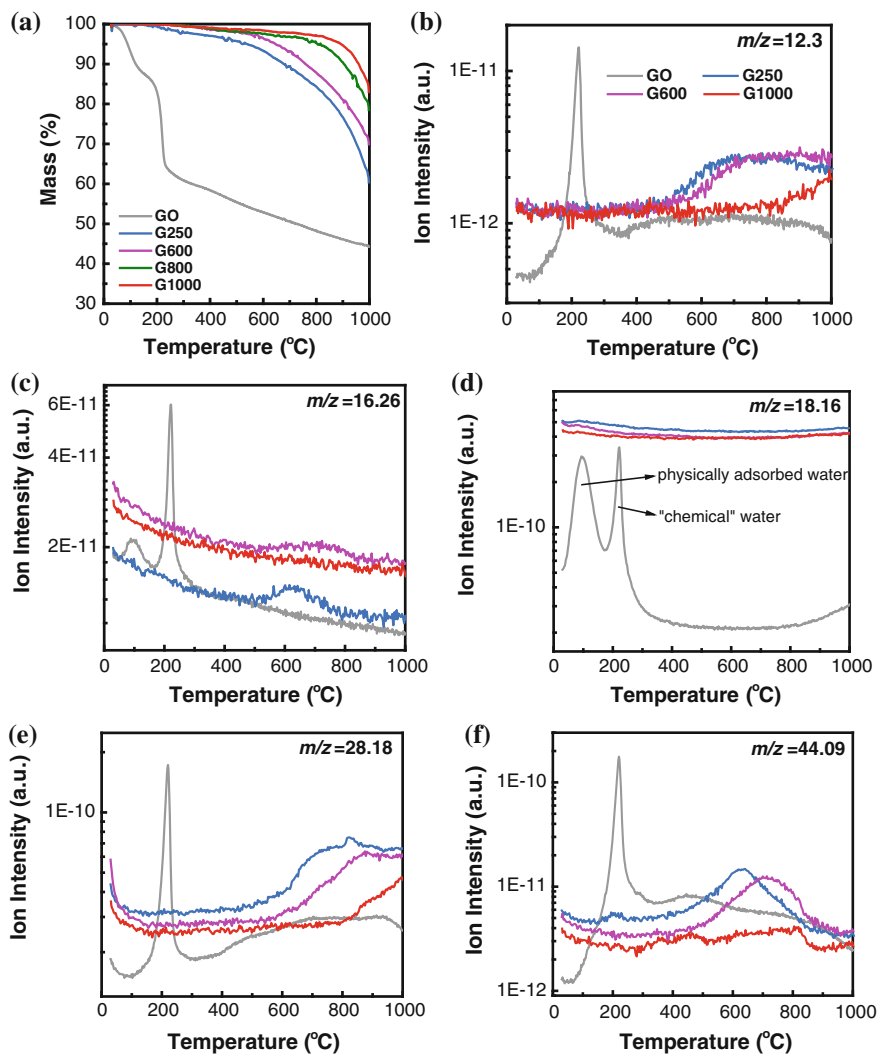 (a)
100
90
80
70
60
50
40
30
Mass (%)
GO
G250
G600
G800
G1000
0 200 400 600 800 1000
Temperature (°C)
(b)
m/z=12.3
GO G250
G600 G1000
1E-11
1E-12
Ion Intensity (a.u.)
0 200 400 600 800 1000
Temperature (°C)
(c)
m/z=16.26
6E-11
4E-11
2E-11
Ion Intensity (a.u.)
0 200 400 600 800 1000
Temperature (°C)
(d)
m/z=18.16
physically adsorbed water
"chemical" water
1E-10
Ion Intensity (a.u.)
0 200 400 600 800 1000
Temperature (°C)
(e)
m/z=28.18
1E-10
Ion Intensity (a.u.)
0 200 400 600 800 1000
Temperature (°C)
(f)
m/z=44.09
1E-10
1E-11
1E-12
Ion Intensity (a.u.)
0 200 400 600 800 1000
Temperature (°C)